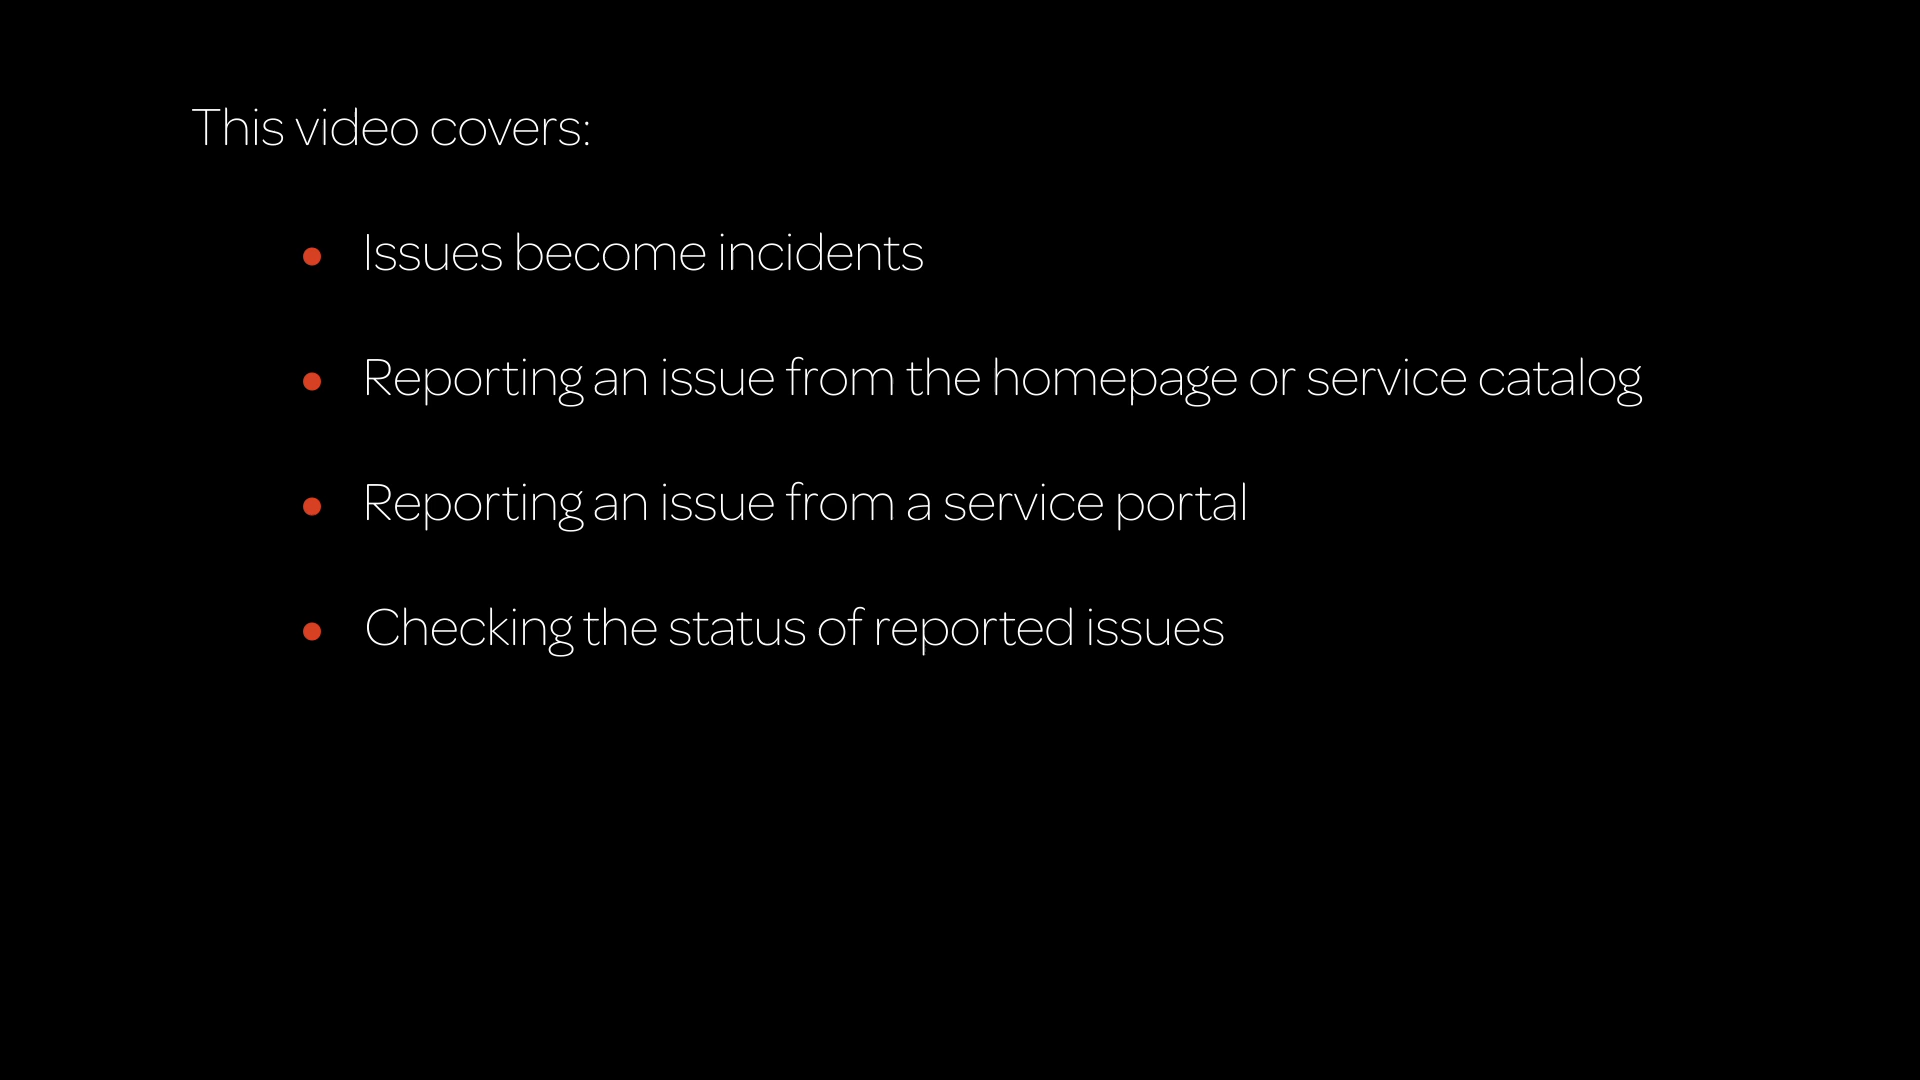 This video covers:
• Issues become incidents
• Reporting an issue from the homepage or service catalog
• Reporting an issue from a service portal
• Checking the status of reported issues